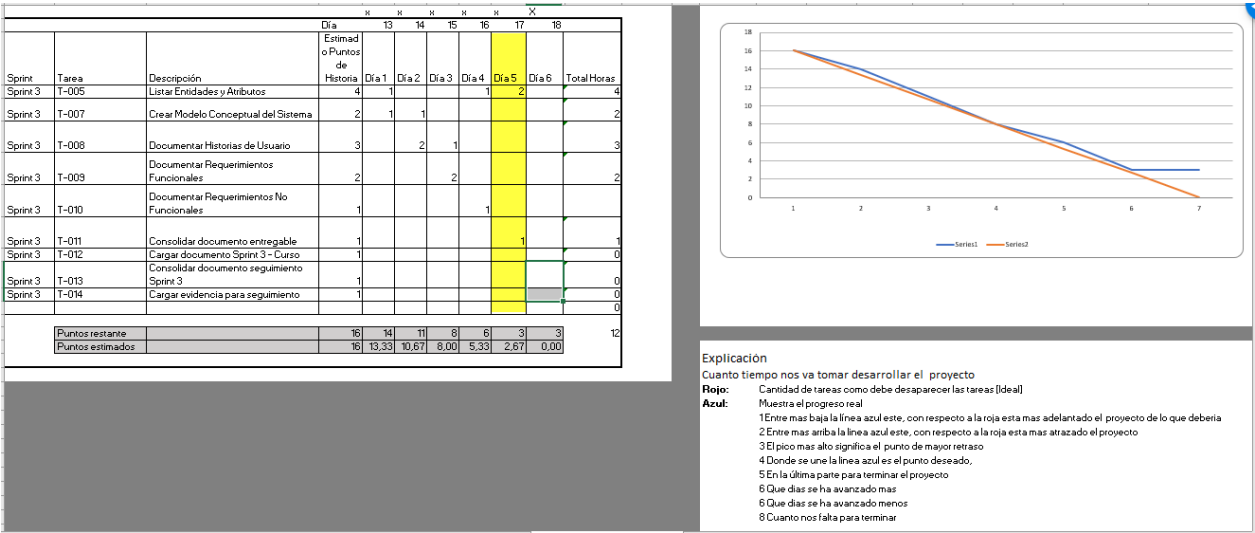 x x x x x X
Día 13 14 15 16 17 18
Sprint Tarea Descripción Estimado Puntos de Historia Día 1 Día 2 Día 3 Día 4 Día 5 Día 6 Total Horas
Sprint 3 T-005 Listar Entidades y Atributos 4 1 1 2 4
Sprint 3 T-007 Crear Modelo Conceptual del Sistema 2 1 1 2
Sprint 3 T-008 Documentar Historias de Usuario 3 2 1 3
Sprint 3 T-009 Documentar Requerimientos Funcionales 2 2 2
Sprint 3 T-010 Documentar Requerimientos No Funcionales 1 1
Sprint 3 T-011 Consolidar documento entregable 1 1 1
Sprint 3 T-012 Cargar documento Sprint 3 - Curso 1 0
Sprint 3 T-013 Consolidar documento seguimiento Sprint 3 1 0
Sprint 3 T-014 Cargar evidencia para seguimiento 1 0
0
Puntos restante 16 14 11 8 6 3 3 12
Puntos estimados 16 13,33 10,67 8,00 5,33 2,67 0,00
18
16
14
12
10
8
6
4
2
0
1 2 3 4 5 6 7
Series1 Series2
Explicación
Cuanto tiempo nos va tomar desarrollar el proyecto
Rojo: Cantidad de tareas como debe desaparecer las tareas [Ideal]
Azul: Muestra el progreso real
1 Entre mas baja la línea azul este, con respecto a la roja esta mas adelantado el proyecto de lo que deberia
2 Entre mas arriba la linea azul este, con respecto a la roja esta mas atrazado el proyecto
3 El pico mas alto significa el punto de mayor retraso
4 Donde se une la linea azul es el punto deseado,
5 En la última parte para terminar el proyecto
6 Que dias se ha avanzado mas
6 Que dias se ha avanzado menos
8 Cuanto nos falta para terminar